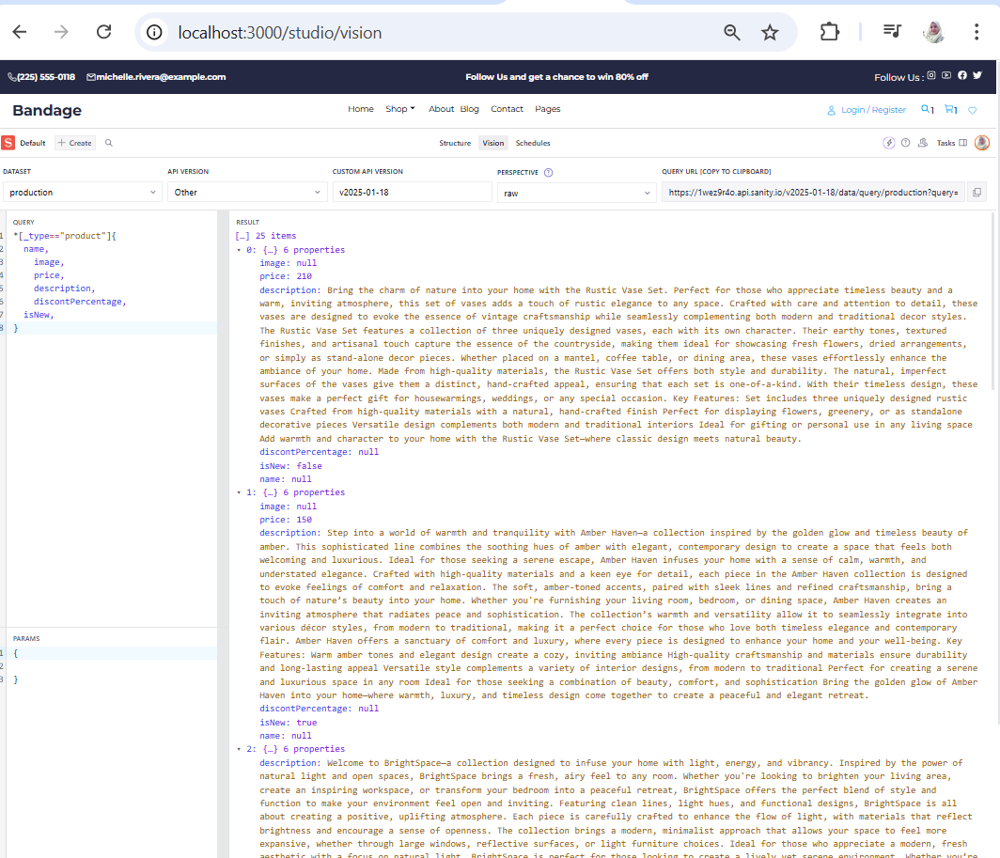 localhost:3000/studio/vision
(225) 555-0118 michelle.rivera@example.com Follow Us and get a chance to win 80% off Follow Us :
Bandage Home Shop About Blog Contact Pages Login / Register 1 1
S Default + Create Structure Vision Schedules Tasks
DATASET API VERSION CUSTOM API VERSION PERSPECTIVE QUERY URL [COPY TO CLIPBOARD]
production Other v2025-01-18 raw https://1wez9r4o.api.sanity.io/v2025-01-18/data/query/production?query=
QUERY
1 *[_type=="product"]{
2 name,
3 image,
4 price,
5 description,
6 discontPercentage,
7 isNew,
8 }
PARAMS
1 {
2
3 }
RESULT
[…] 25 items
0: {…} 6 properties
image: null
price: 210
description: Bring the charm of nature into your home with the Rustic Vase Set. Perfect for those who appreciate timeless beauty and a
warm, inviting atmosphere, this set of vases adds a touch of rustic elegance to any space. Crafted with care and attention to detail, these
vases are designed to evoke the essence of vintage craftsmanship while seamlessly complementing both modern and traditional decor styles.
The Rustic Vase Set features a collection of three uniquely designed vases, each with its own character. Their earthy tones, textured
finishes, and artisanal touch capture the essence of the countryside, making them ideal for showcasing fresh flowers, dried arrangements,
or simply as stand-alone decor pieces. Whether placed on a mantel, coffee table, or dining area, these vases effortlessly enhance the
ambiance of your home. Made from high-quality materials, the Rustic Vase Set offers both style and durability. The natural, imperfect
surfaces of the vases give them a distinct, hand-crafted appeal, ensuring that each set is one-of-a-kind. With their timeless design, these
vases make a perfect gift for housewarmings, weddings, or any special occasion. Key Features: Set includes three uniquely designed rustic
vases Crafted from high-quality materials with a natural, hand-crafted finish Perfect for displaying flowers, greenery, or as standalone
decorative pieces Versatile design complements both modern and traditional interiors Ideal for gifting or personal use in any living space
Add warmth and character to your home with the Rustic Vase Set—where classic design meets natural beauty.
discontPercentage: null
isNew: false
name: null
1: {…} 6 properties
image: null
price: 150
description: Step into a world of warmth and tranquility with Amber Haven—a collection inspired by the golden glow and timeless beauty of
amber. This sophisticated line combines the soothing hues of amber with elegant, contemporary design to create a space that feels both
welcoming and luxurious. Ideal for those seeking a serene escape, Amber Haven infuses your home with a sense of calm, warmth, and
understated elegance. Crafted with high-quality materials and a keen eye for detail, each piece in the Amber Haven collection is designed
to evoke feelings of comfort and relaxation. The soft, amber-toned accents, paired with sleek lines and refined craftsmanship, bring a
touch of nature’s beauty into your home. Whether you’re furnishing your living room, bedroom, or dining space, Amber Haven creates an
inviting atmosphere that radiates peace and sophistication. The collection’s warmth and versatility allow it to seamlessly integrate into
various décor styles, from modern to traditional, making it a perfect choice for those who love both timeless elegance and contemporary
flair. Amber Haven offers a sanctuary of comfort and luxury, where every piece is designed to enhance your home and your well-being. Key
Features: Warm amber tones and elegant design create a cozy, inviting ambiance High-quality craftsmanship and materials ensure durability
and long-lasting appeal Versatile style complements a variety of interior designs, from modern to traditional Perfect for creating a serene
and luxurious space in any room Ideal for those seeking a combination of beauty, comfort, and sophistication Bring the golden glow of Amber
Haven into your home—where warmth, luxury, and timeless design come together to create a peaceful and elegant retreat.
discontPercentage: null
isNew: true
name: null
2: {…} 6 properties
description: Welcome to BrightSpace—a collection designed to infuse your home with light, energy, and vibrancy. Inspired by the power of
natural light and open spaces, BrightSpace brings a fresh, airy feel to any room. Whether you’re looking to brighten your living area,
create an inspiring workspace, or transform your bedroom into a peaceful retreat, BrightSpace offers the perfect blend of style and
function to make your environment feel open and inviting. Featuring clean lines, light hues, and functional designs, BrightSpace is all
about creating a positive, uplifting atmosphere. Each piece is carefully crafted to enhance the flow of light, with materials that reflect
brightness and encourage a sense of openness. The collection brings a modern, minimalist approach that allows your space to feel more
expansive, whether through large windows, reflective surfaces, or light furniture choices. Ideal for those who appreciate a modern, fresh
aesthetic with a focus on natural light, BrightSpace is perfect for those looking to create a lively yet serene environment. Whether you’re